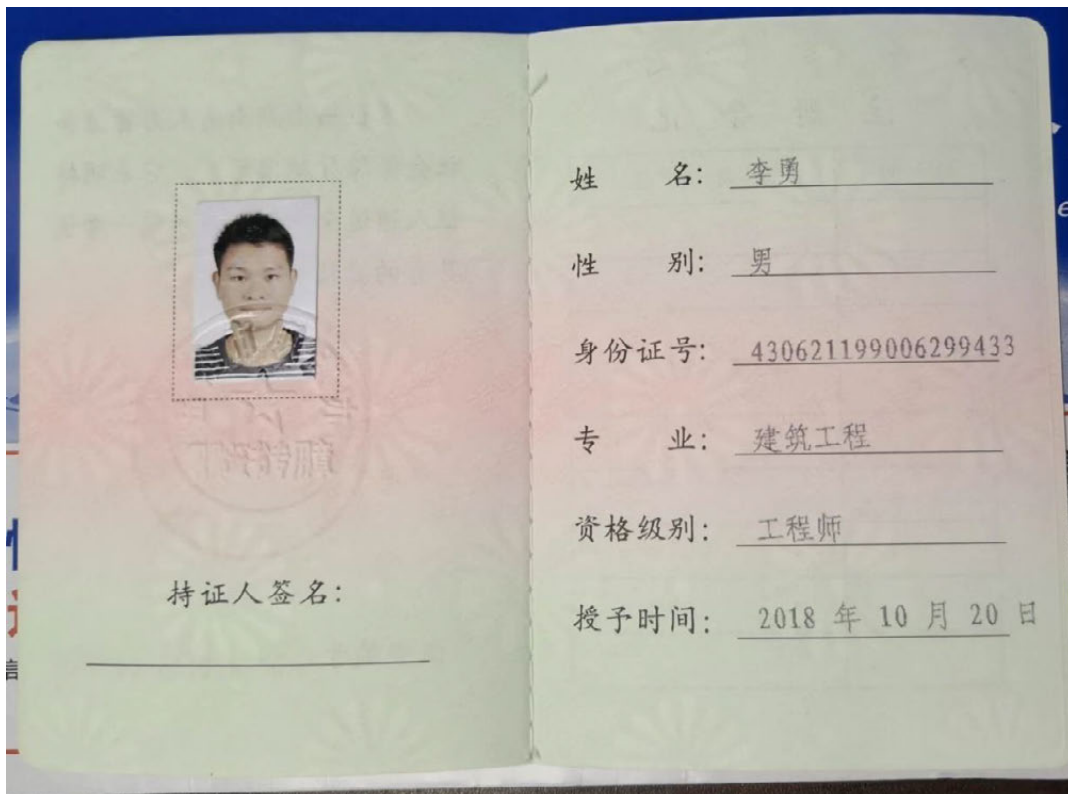 持证人签名：
姓 名： 李勇
性 别： 男
身份证号： 430621199006299433
专 业： 建筑工程
资格级别： 工程师
授予时间： 2018 年 10 月 20 日